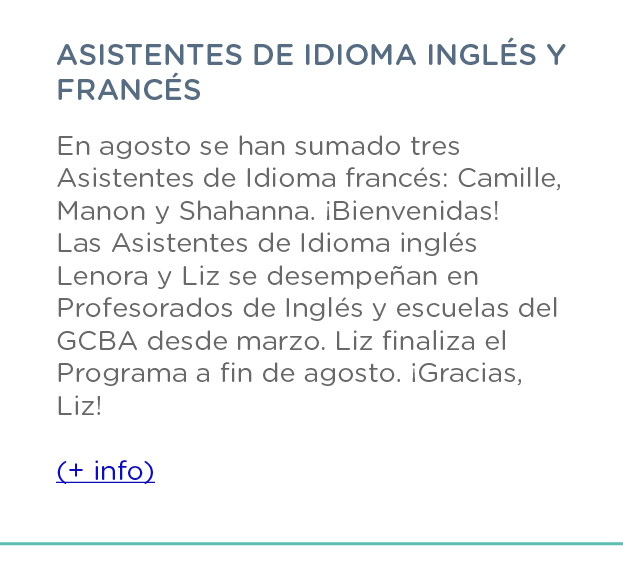 ASISTENTES DE IDIOMA INGLÉS Y
FRANCÉS
En agosto se han sumado tres
Asistentes de Idioma francés: Camille,
Manon y Shahanna. ¡Bienvenidas!
Las Asistentes de Idioma inglés
Lenora y Liz se desempeñan en
Profesorados de Inglés y escuelas del
GCBA desde marzo. Liz finaliza el
Programa a fin de agosto. ¡Gracias,
Liz!
(+ info)